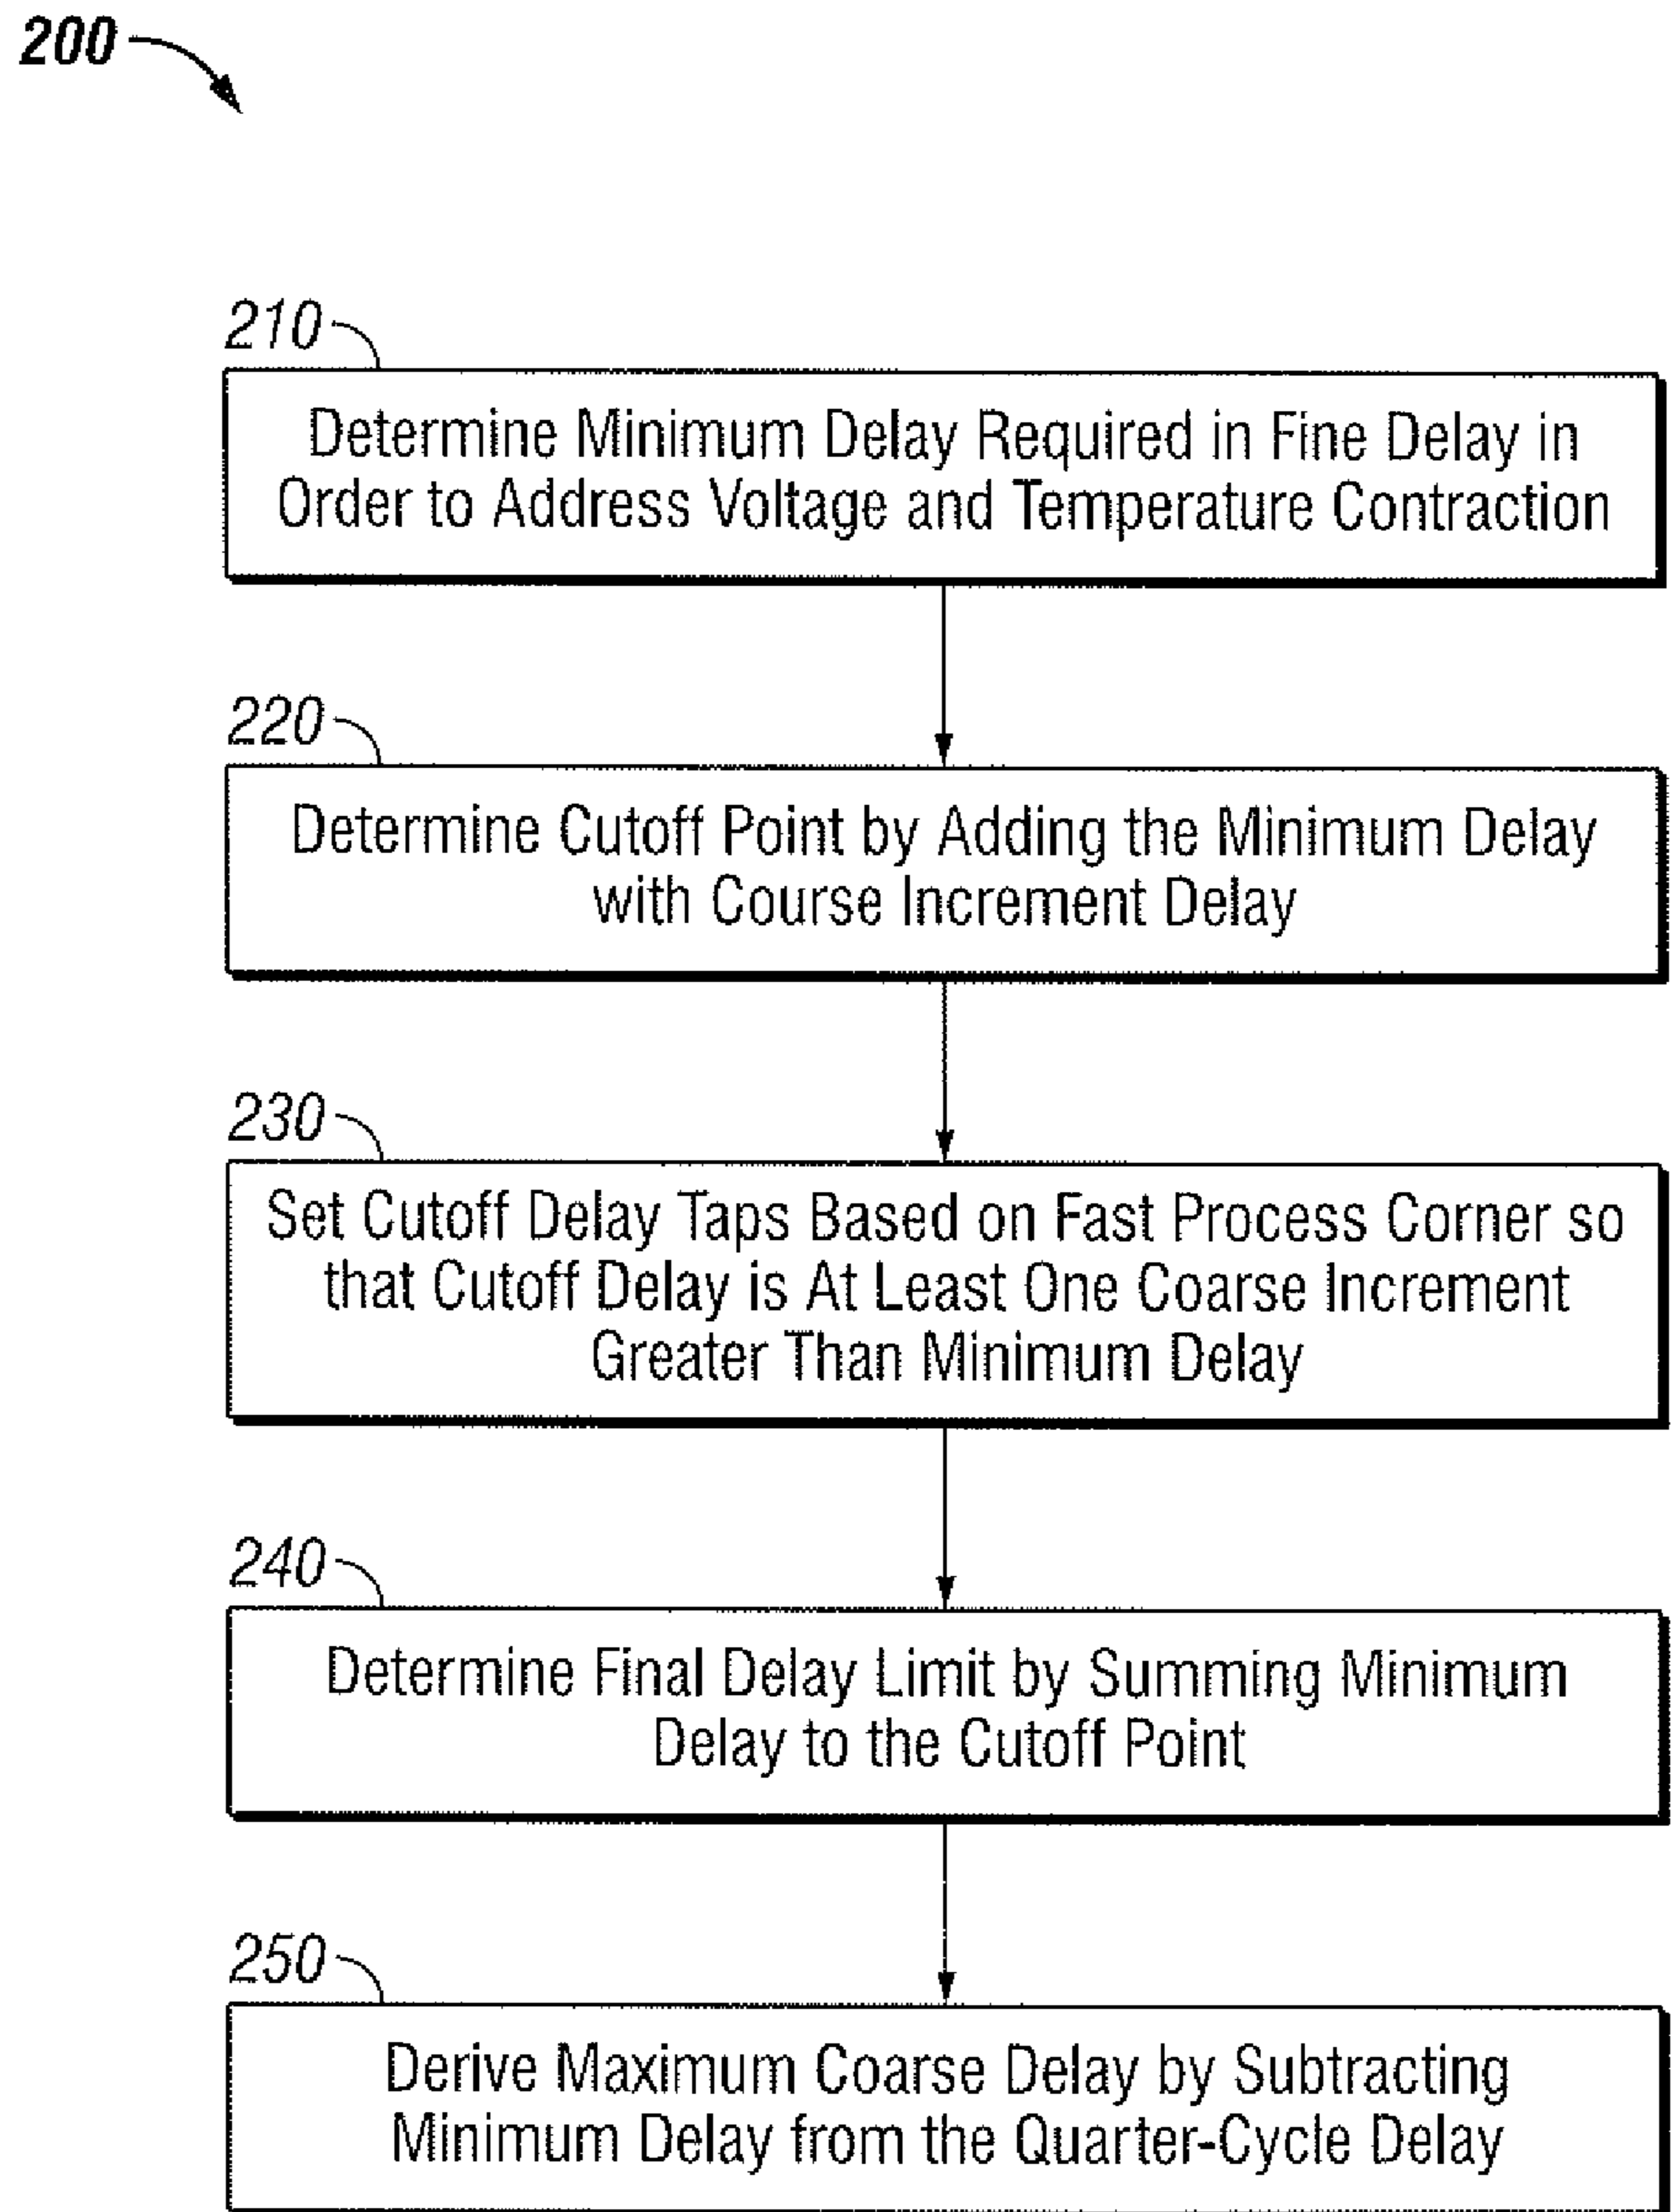 200
210
Determine Minimum Delay Required in Fine Delay in
Order to Address Voltage and Temperature Contraction
220
Determine Cutoff Point by Adding the Minimum Delay
with Course Increment Delay
230
Set Cutoff Delay Taps Based on Fast Process Corner so
that Cutoff Delay is At Least One Coarse Increment
Greater Than Minimum Delay
240
Determine Final Delay Limit by Summing Minimum
Delay to the Cutoff Point
250
Derive Maximum Coarse Delay by Subtracting
Minimum Delay from the Quarter-Cycle Delay